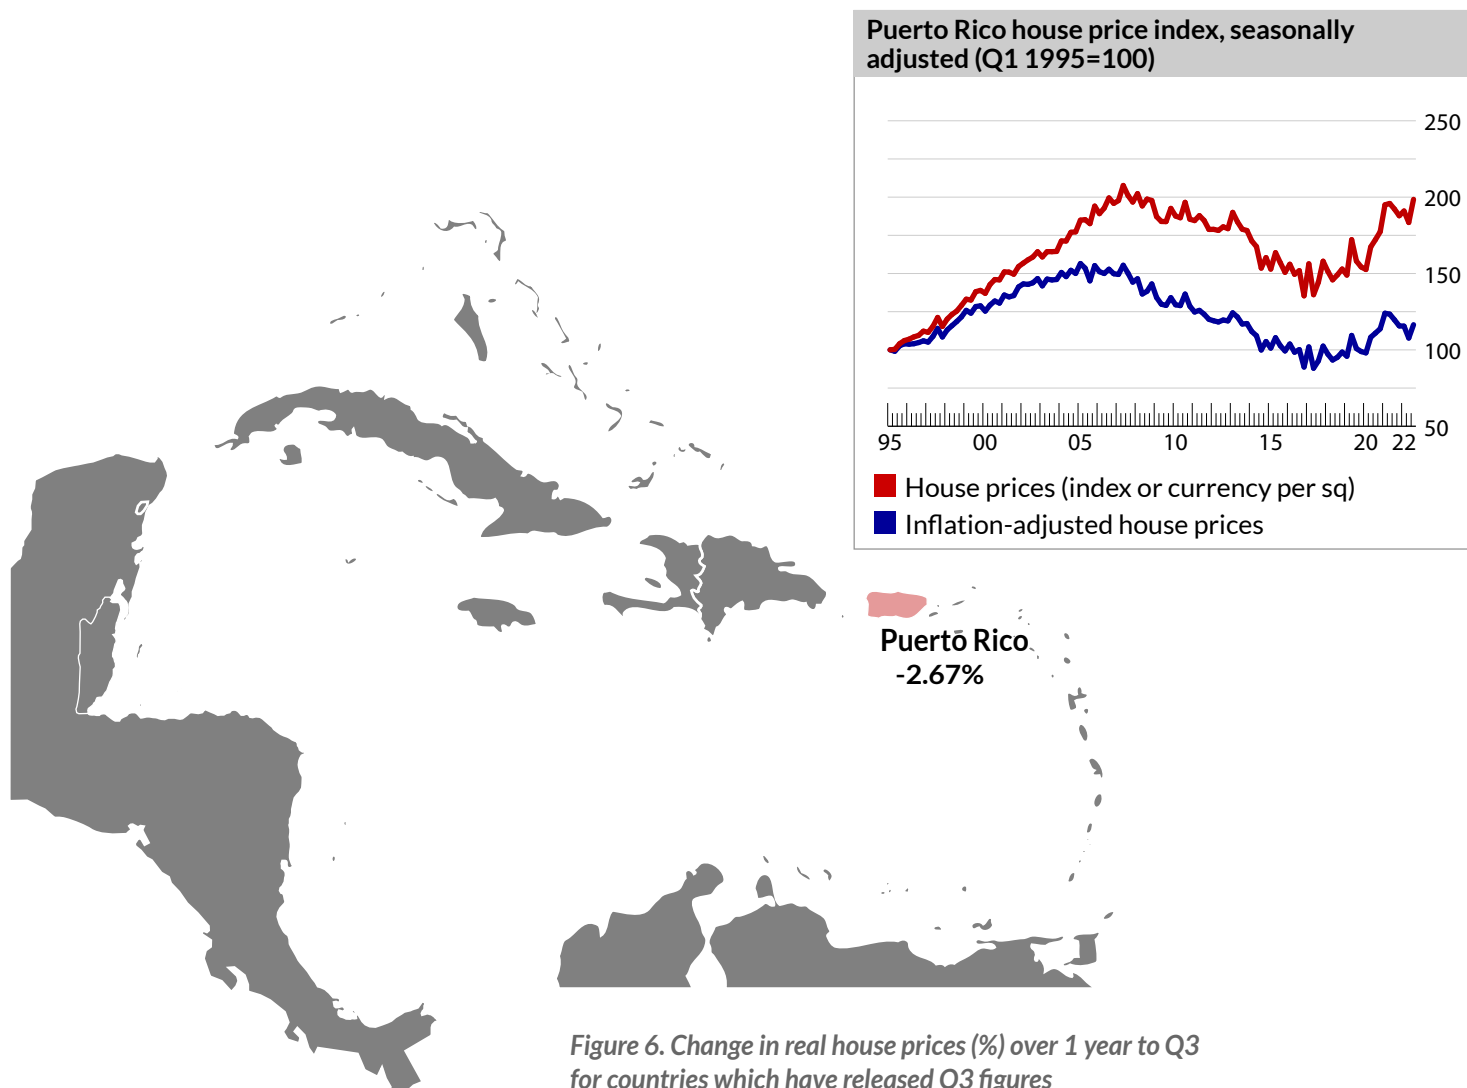 Puerto Rico house price index, seasonally
adjusted (Q1 1995=100)
250
200
150
100
50
95 00 05 10 15 20 22
House prices (index or currency per sq)
Inflation-adjusted house prices
Puerto Rico
-2.67%
Figure 6. Change in real house prices (%) over 1 year to Q3
for countries which have released Q3 figures